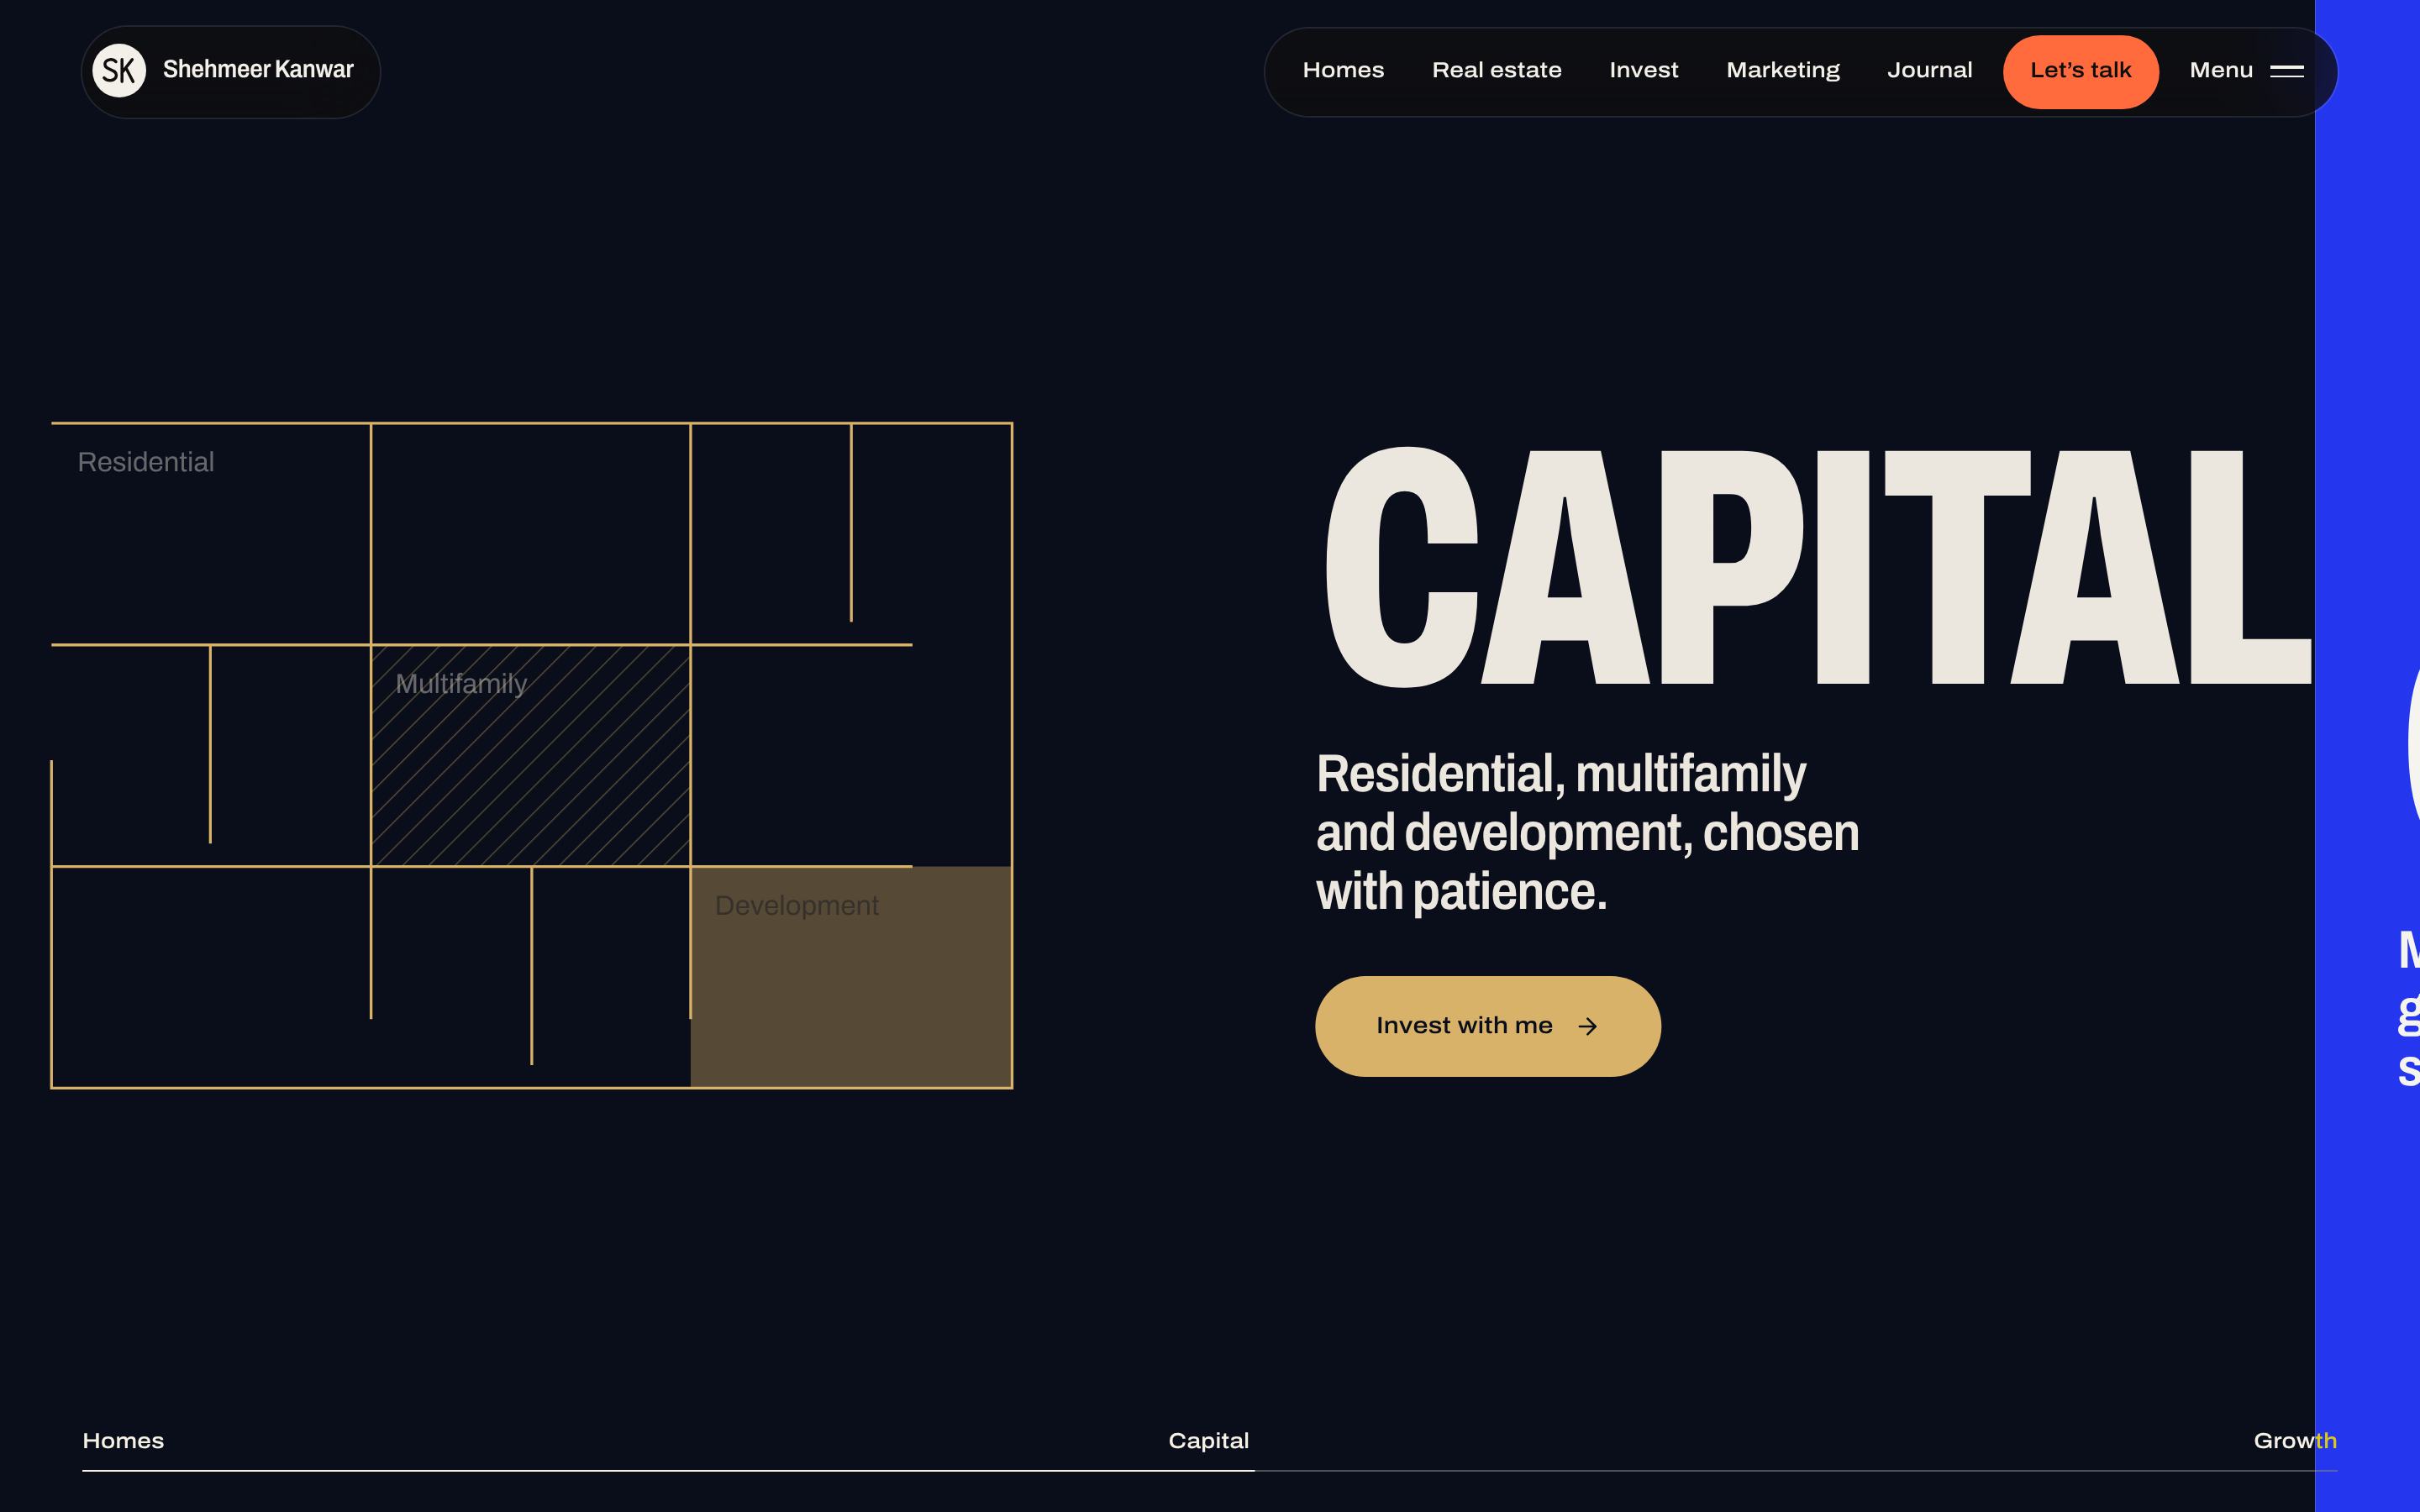 SK Shehmeer Kanwar
Homes Real estate Invest Marketing Journal Let’s talk Menu
Residential
Multifamily
Development
CAPITAL
Residential, multifamily
and development, chosen
with patience.
Invest with me →
Homes Capital Growth